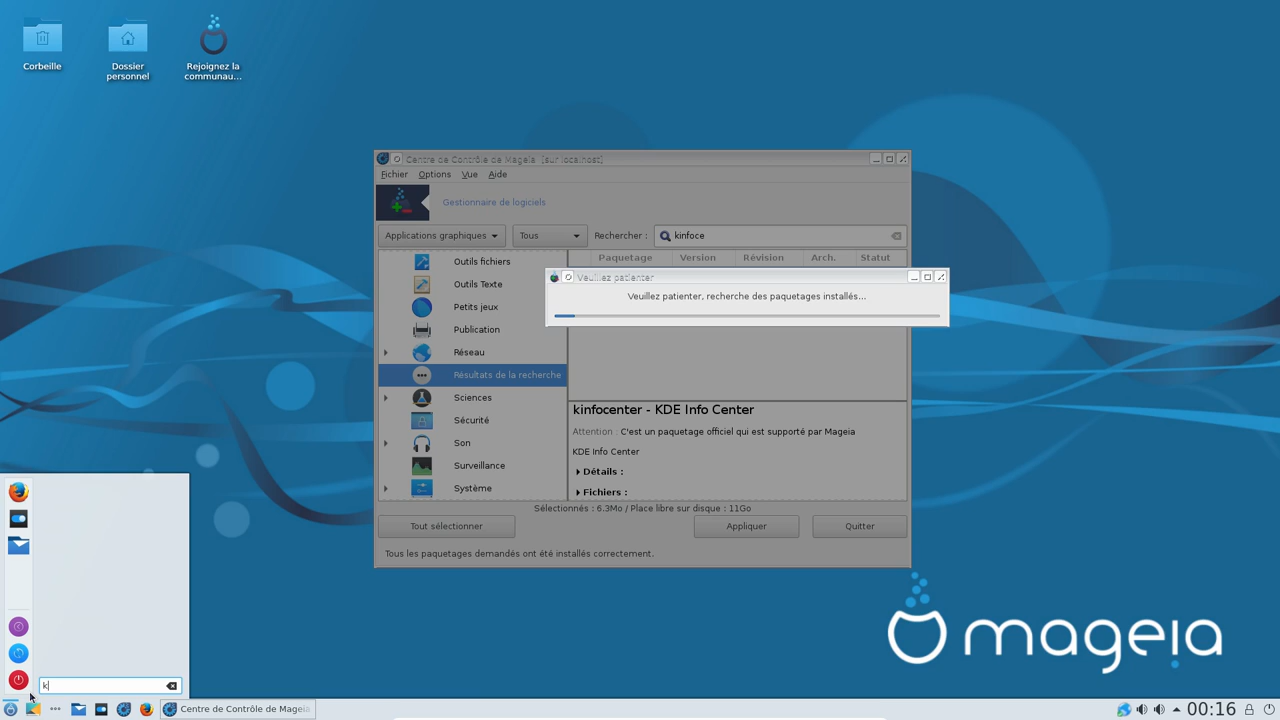 Corbeille
Dossier
personnel
Rejoignez la
communau...
Centre de Contrôle de Mageia [sur localhost]
Fichier Options Vue Aide
Gestionnaire de logiciels
Applications graphiques Tous Rechercher : kinfoce
Paquetage Version Révision Arch. Statut
Outils fichiers
Outils Texte
Petits jeux
Publication
Réseau
Résultats de la recherche
Sciences
Sécurité
Son
Surveillance
Système
Veuillez patienter
Veuillez patienter, recherche des paquetages installés...
kinfocenter - KDE Info Center
Attention : C'est un paquetage officiel qui est supporté par Mageia
KDE Info Center
Détails :
Fichiers :
Sélectionnés : 6.3Mo / Place libre sur disque : 11Go
Tout sélectionner Appliquer Quitter
Tous les paquetages demandés ont été installés correctement.
mageia
k
Centre de Contrôle de Mageia
00:16